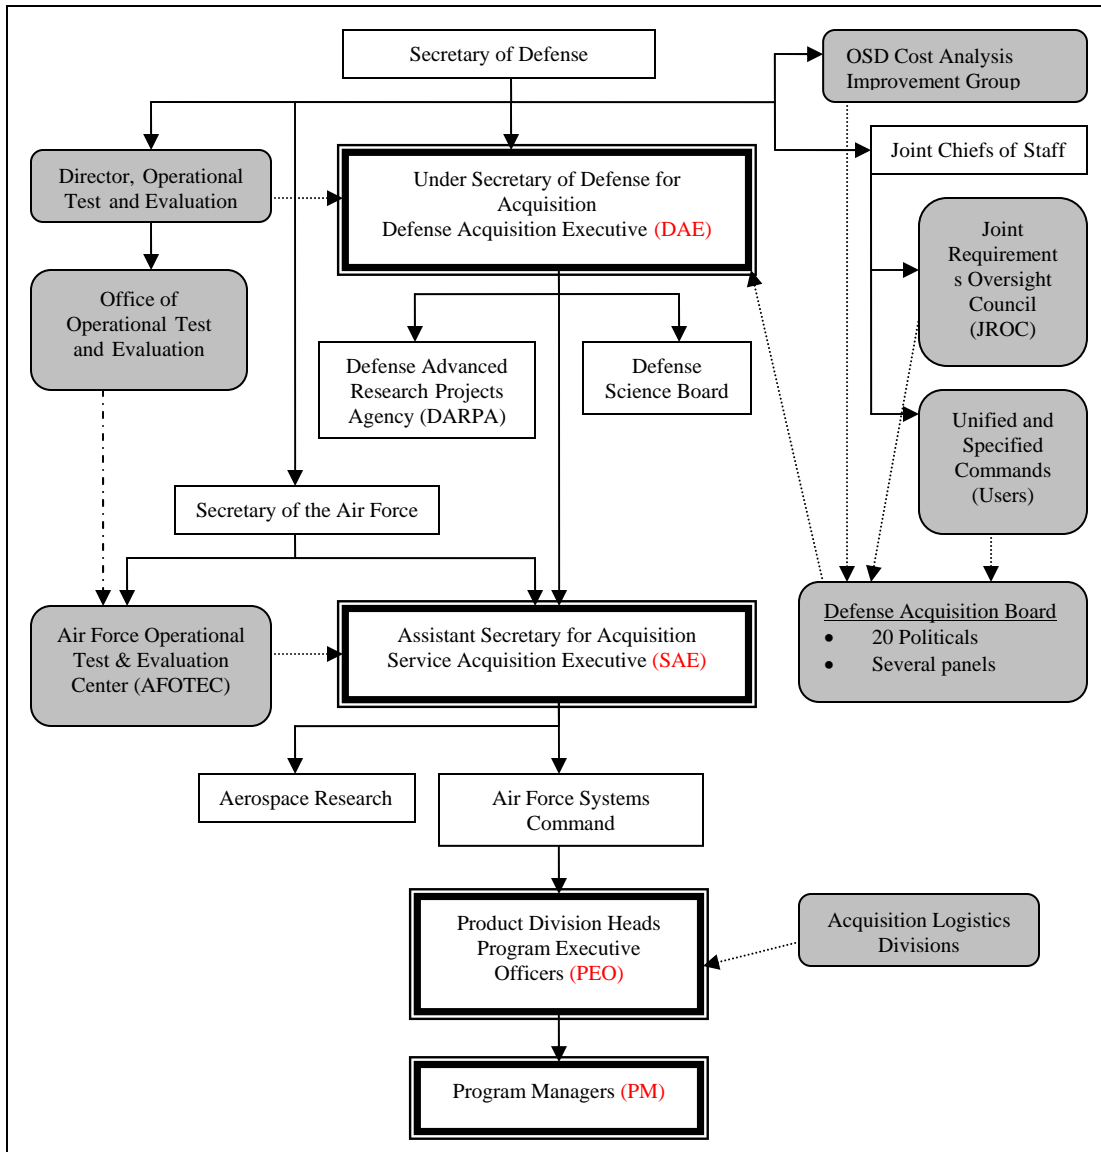 Secretary of Defense
OSD Cost Analysis
Improvement Group
Joint Chiefs of Staff
Director, Operational
Test and Evaluation
Under Secretary of Defense for
Acquisition
Defense Acquisition Executive (DAE)
Joint
Requirement
s Oversight
Council
(JROC)
Office of
Operational Test
and Evaluation
Defense Advanced
Research Projects
Agency (DARPA)
Defense
Science Board
Unified and
Specified
Commands
(Users)
Secretary of the Air Force
Air Force Operational
Test & Evaluation
Center (AFOTEC)
Assistant Secretary for Acquisition
Service Acquisition Executive (SAE)
Defense Acquisition Board
• 20 Politicals
• Several panels
Aerospace Research
Air Force Systems
Command
Product Division Heads
Program Executive
Officers (PEO)
Acquisition Logistics
Divisions
Program Managers (PM)